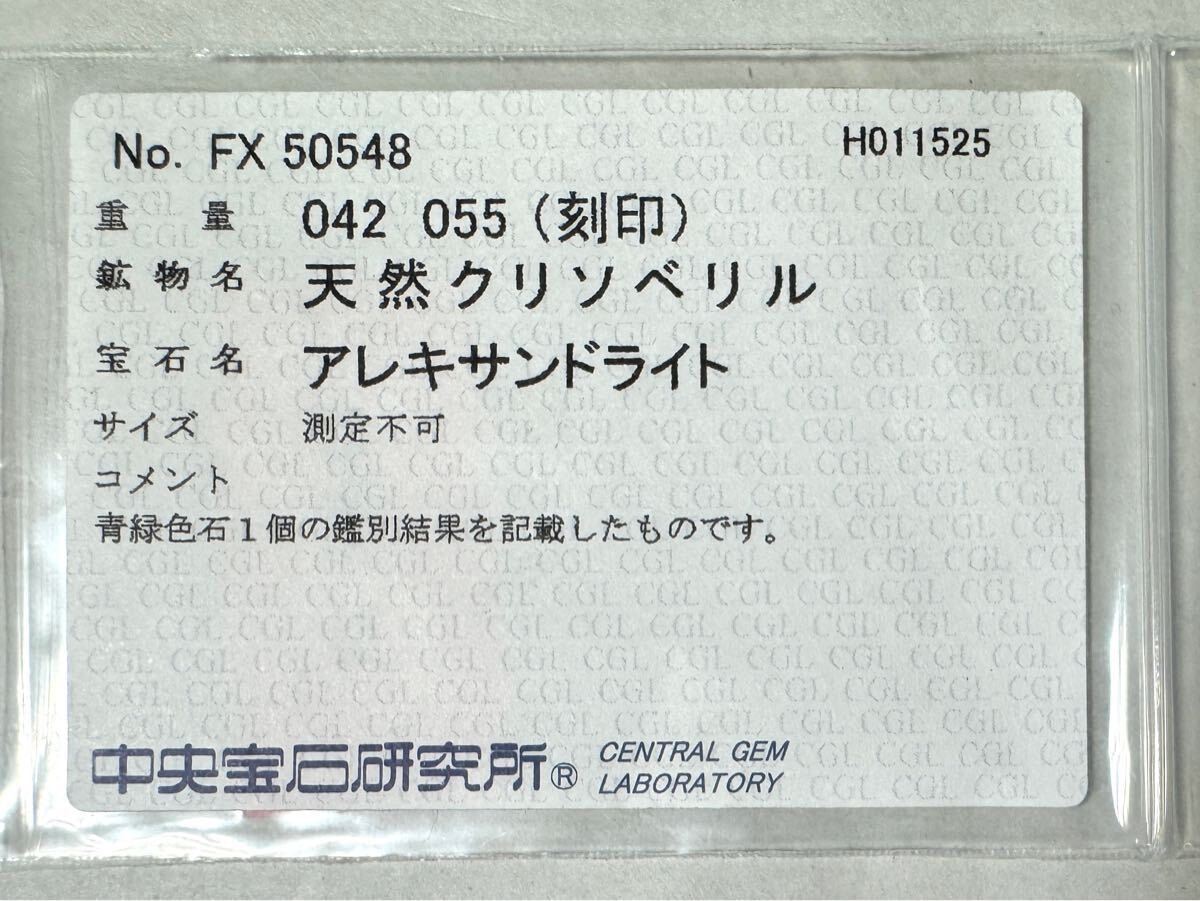 No. FX 50548 H011525
重量 042 055 (刻印)
鉱物名 天然クリソベリル
宝石名 アレキサンドライト
サイズ 測定不可
コメント
青緑色石1個の鑑別結果を記載したものです。
中央宝石研究所® CENTRAL GEM
LABORATORY